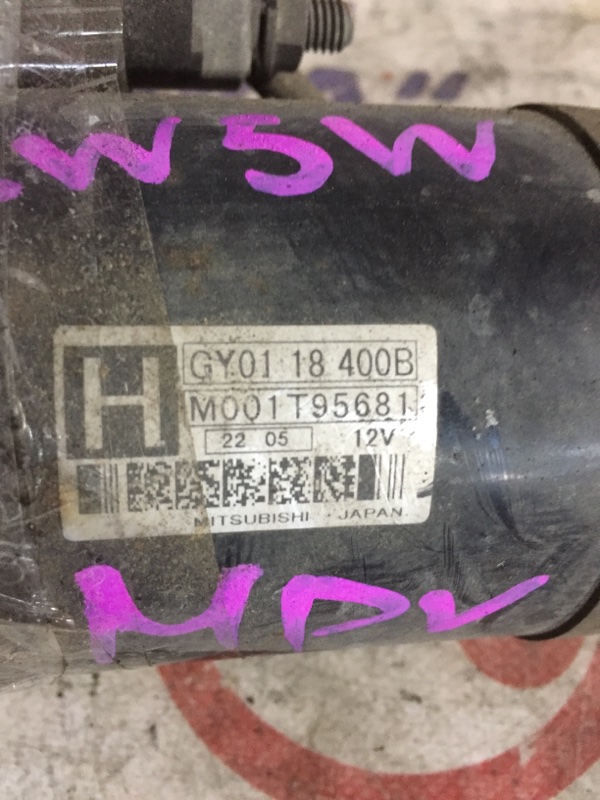 LW5W
H
GY01 18 400B
M001T95681
22 05 12V
MITSUBISHI · JAPAN
MPV